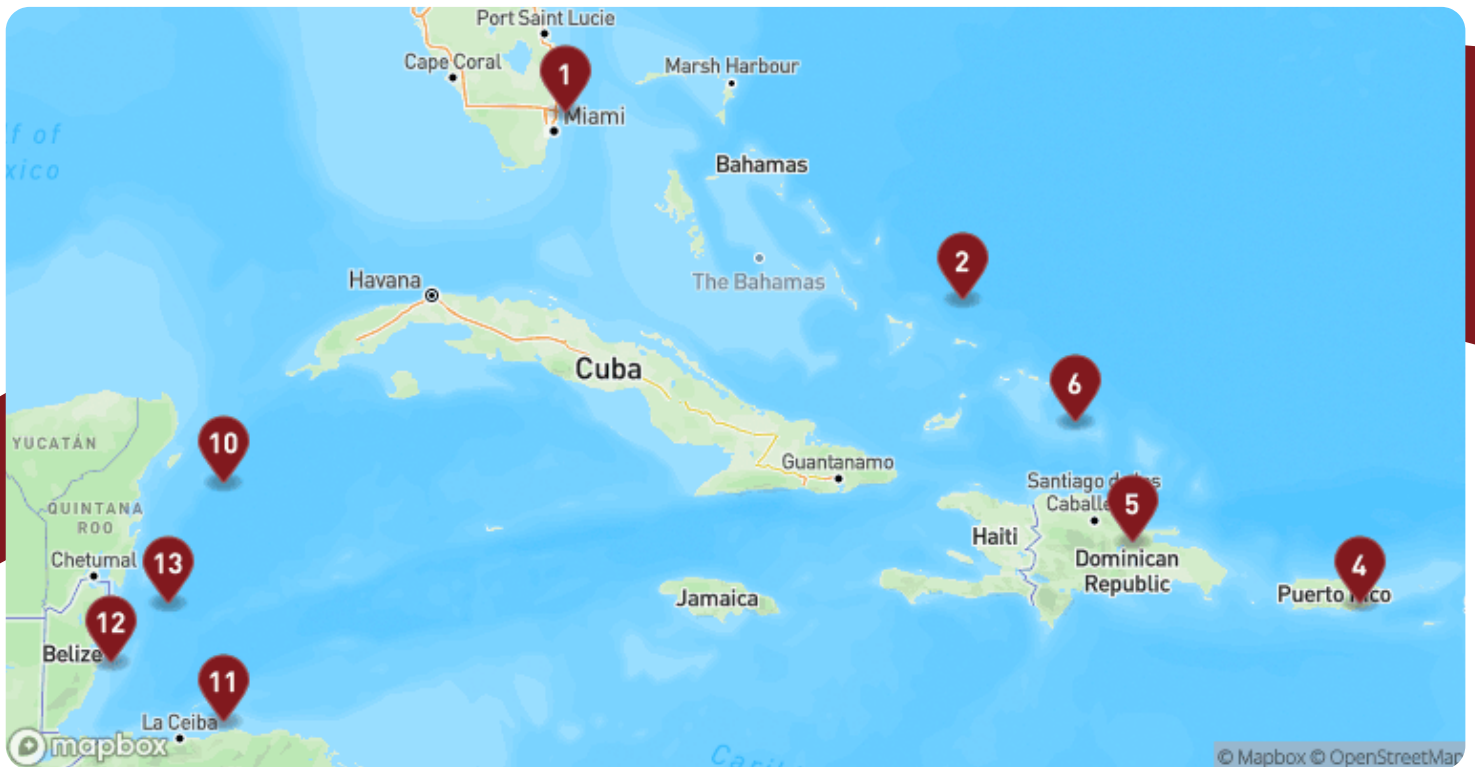 Port Saint Lucie
Cape Coral
1
Marsh Harbour
Miami
f of
xico
Bahamas
2
The Bahamas
Havana
Cuba
6
10
YUCATÁN
Guantanamo
Santiago de los
Caballe
5
QUINTANA
ROO
Haiti
Chetumal
13
Dominican
Republic
4
Jamaica
Puerto Rico
12
Belize
11
La Ceiba
mapbox
Cari
© Mapbox © OpenStreetMap